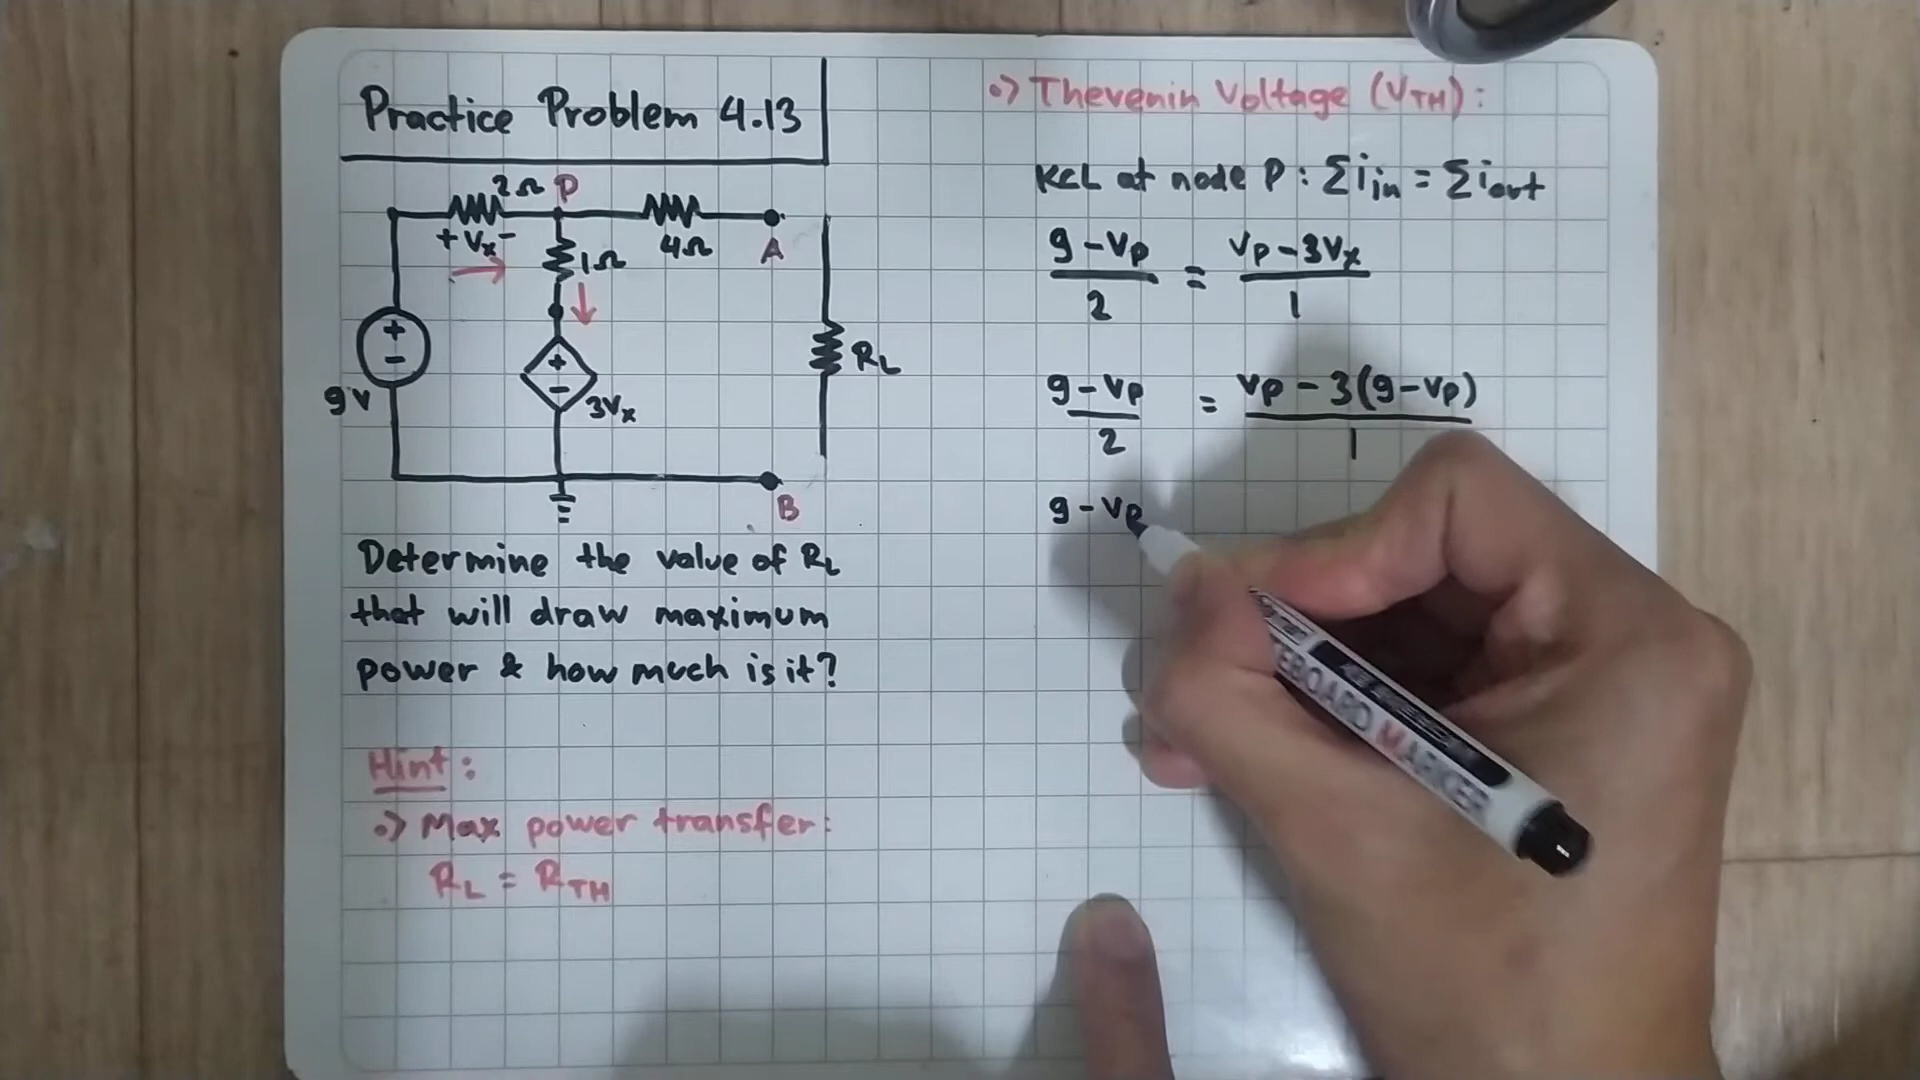 Practice Problem 4.13
2Ω P
+ Vx -
1Ω
4Ω
A
+
-
9V
+
-
3Vx
RL
B
Determine the value of RL
that will draw maximum
power & how much is it?
Hint:
•> Max power transfer:
RL = RTH
•> Thevenin Voltage (VTH):
KCL at node P: Σiin = Σiout
9-VP/2 = VP-3Vx/1
9-VP/2 = VP-3(9-VP)/1
9-VP
BOARD MARKER